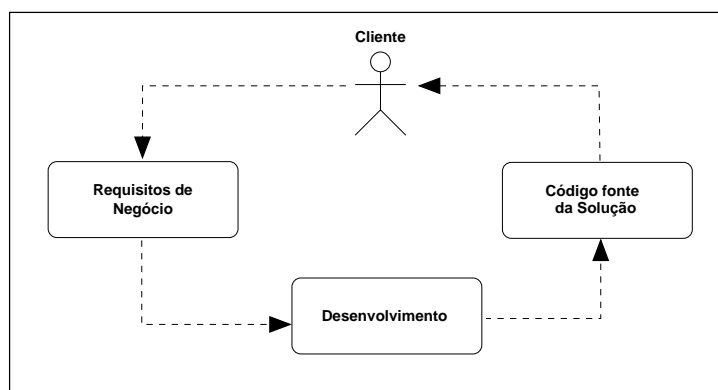 Cliente
Requisitos de
Negócio
Código fonte
da Solução
Desenvolvimento